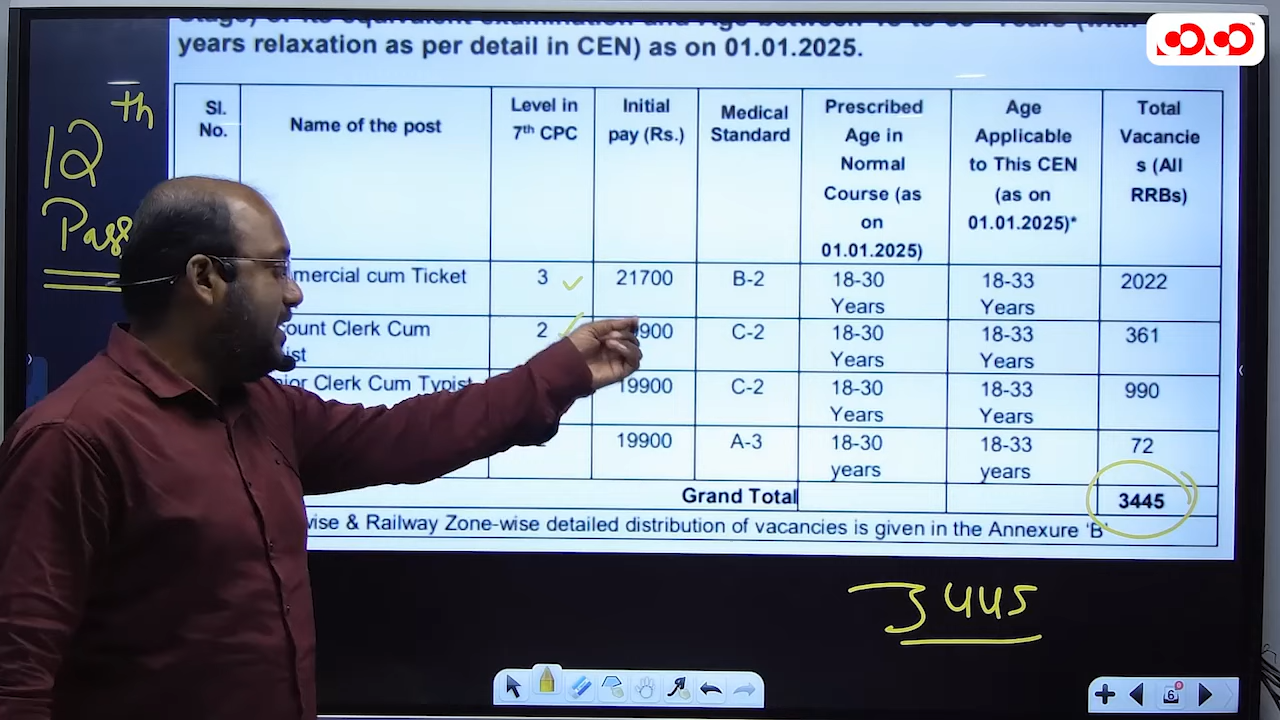 years relaxation as per detail in CEN) as on 01.01.2025.
12th
Pass
Sl. No.
Name of the post
Level in 7th CPC
Initial pay (Rs.)
Medical Standard
Prescribed Age in Normal Course (as on 01.01.2025)
Age Applicable to This CEN (as on 01.01.2025)*
Total Vacancies (All RRBs)
mercial cum Ticket 3 21700 B-2 18-30 Years 18-33 Years 2022
ount Clerk Cum ist 2 9900 C-2 18-30 Years 18-33 Years 361
ior Clerk Cum Typist 19900 C-2 18-30 Years 18-33 Years 990
19900 A-3 18-30 years 18-33 years 72
Grand Total 3445
wise & Railway Zone-wise detailed distribution of vacancies is given in the Annexure ‘B’
3445
6